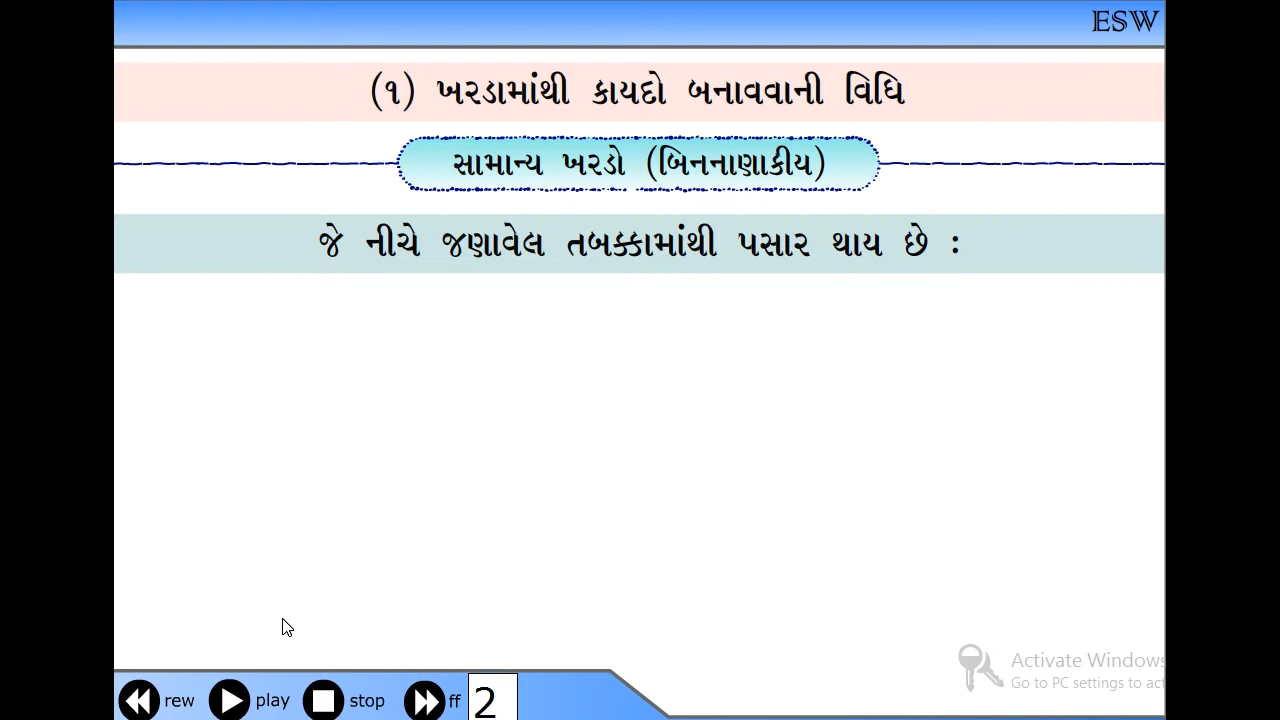 ESW
(૧) ખરડામાંથી કાયદો બનાવવાની વિધિ
સામાન્ય ખરડો (બિનનાણાકીય)
જે નીચે જણાવેલ તબક્કામાંથી પસાર થાય છે :
Activate Windows
Go to PC settings to act
rew play stop ff 2